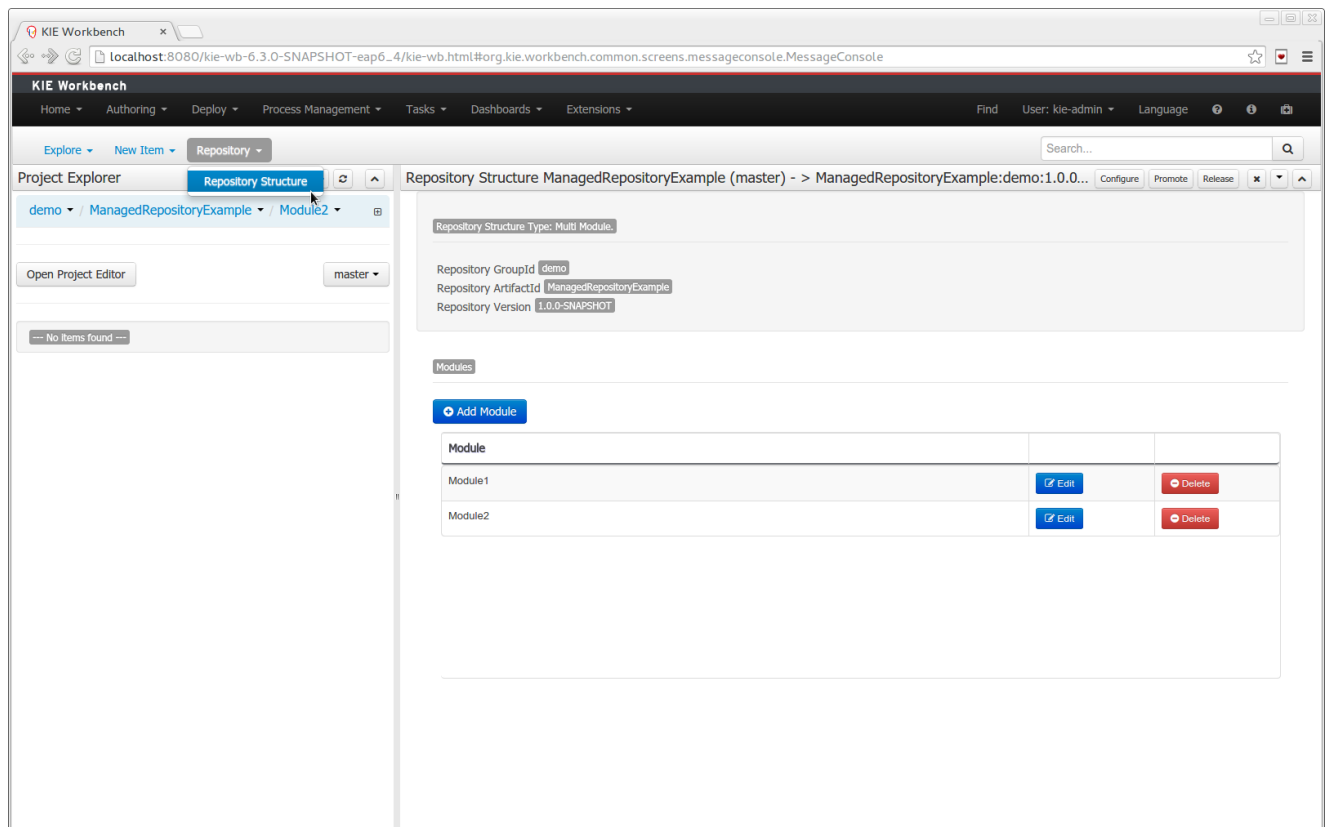 KIE Workbench ×
localhost:8080/kie-wb-6.3.0-SNAPSHOT-eap6_4/kie-wb.html#org.kie.workbench.common.screens.messageconsole.MessageConsole
KIE Workbench
Home Authoring Deploy Process Management Tasks Dashboards Extensions Find User: kie-admin Language
Explore New Item Repository Search...
Repository Structure
Project Explorer
Repository Structure ManagedRepositoryExample (master) - > ManagedRepositoryExample:demo:1.0.0... Configure Promote Release
demo / ManagedRepositoryExample / Module2
Open Project Editor master
--- No Items found ---
Repository Structure Type: Multi Module.
Repository GroupId demo
Repository ArtifactId ManagedRepositoryExample
Repository Version 1.0.0-SNAPSHOT
Modules
Add Module
Module
Module1 Edit Delete
Module2 Edit Delete